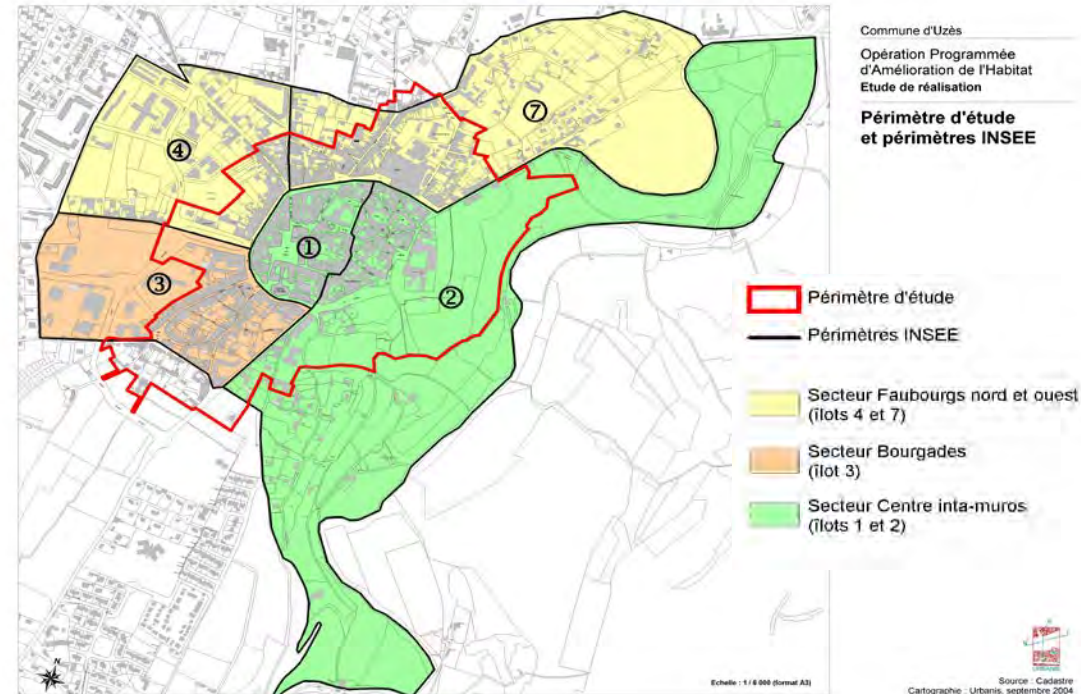 Commune d'Uzès
Opération Programmée
d'Amélioration de l'Habitat
Etude de réalisation
Périmètre d'étude
et périmètres INSEE
⑦
④
①
③
②
Périmètre d'étude
Périmètres INSEE
Secteur Faubourgs nord et ouest
(îlots 4 et 7)
Secteur Bourgades
(îlot 3)
Secteur Centre inta-muros
(îlots 1 et 2)
N
Echelle : 1 / 6 000 (format A3)
URBANIS
Source : Cadastre
Cartographie : Urbanis, septembre 2004